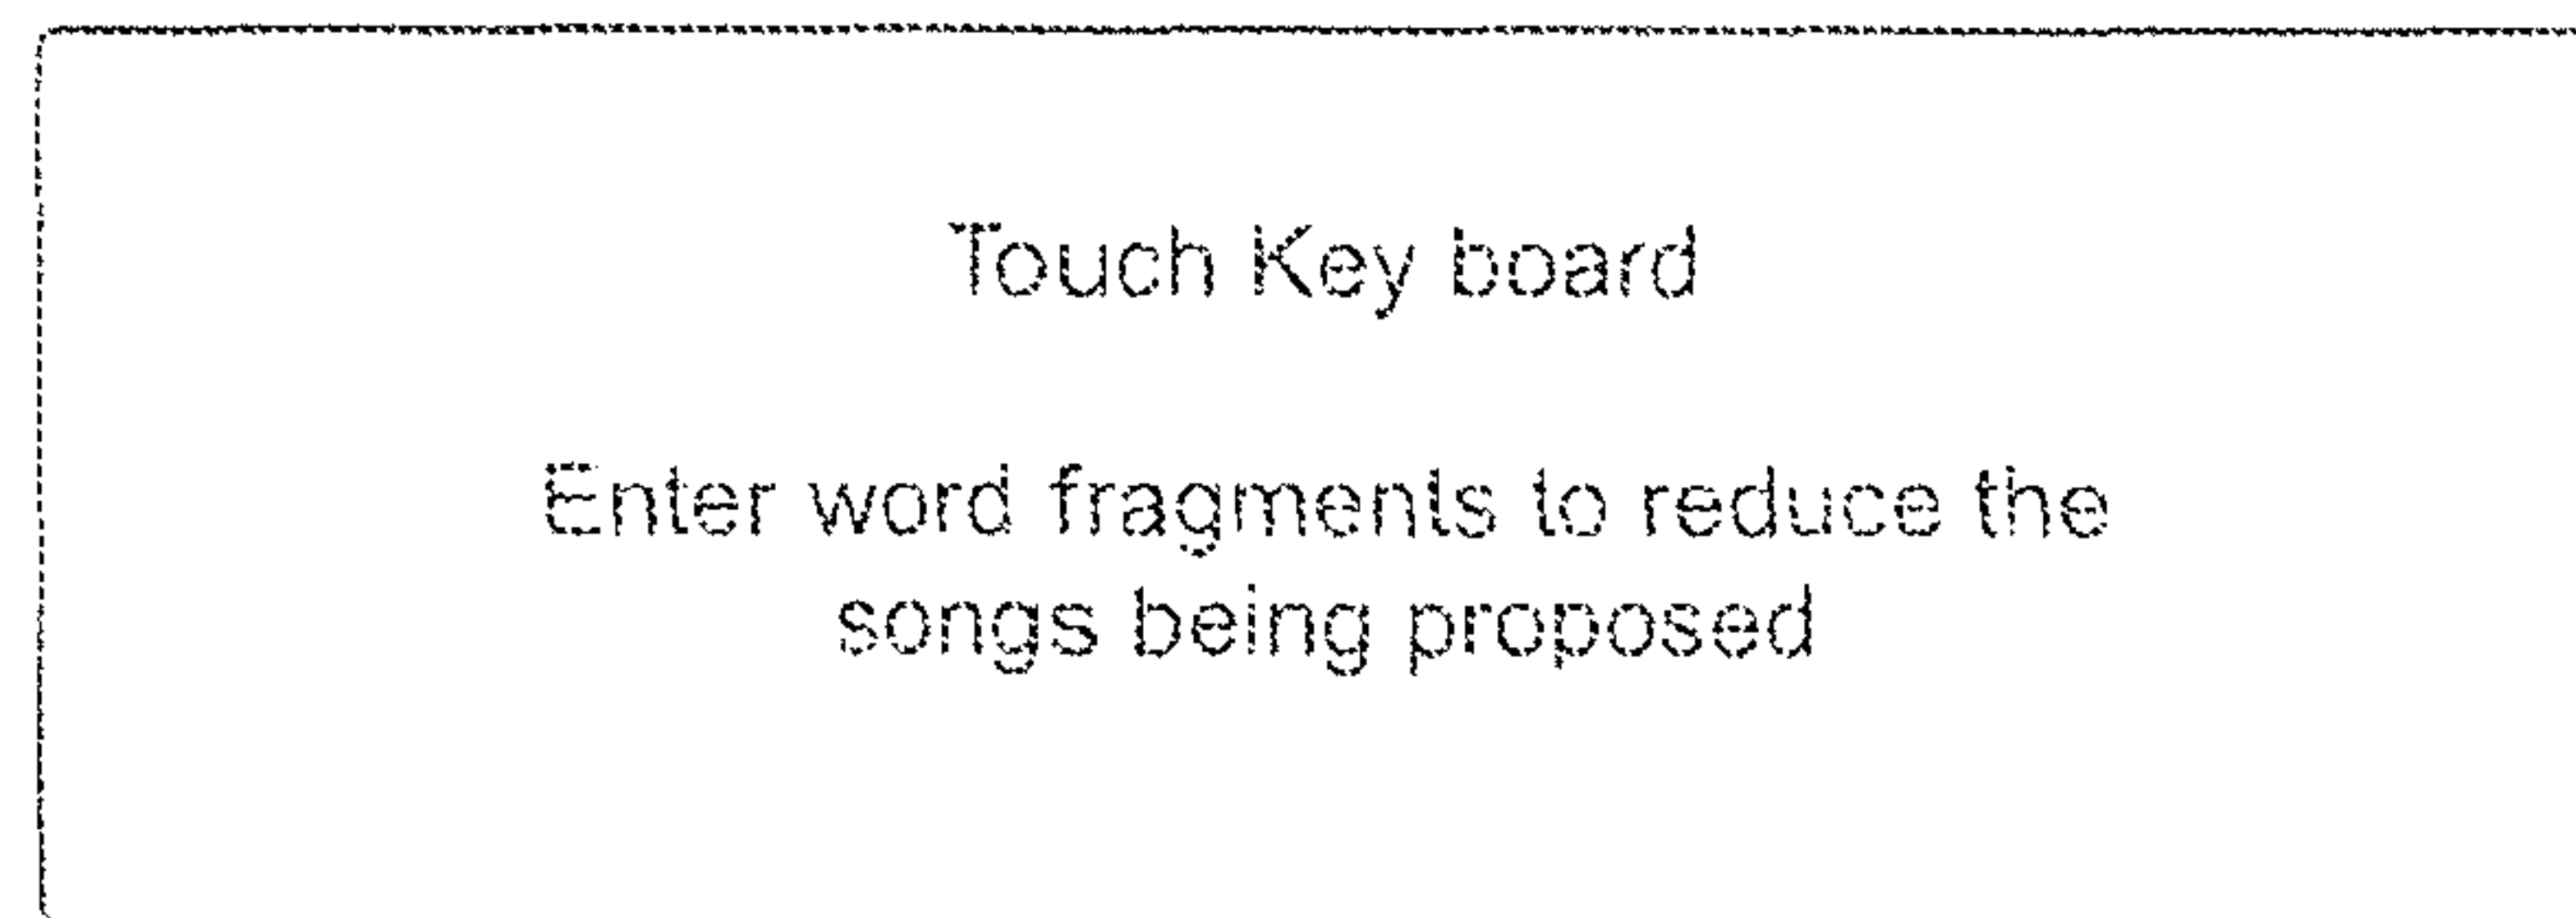 Touch Key board
Enter word fragments to reduce the
songs being proposed